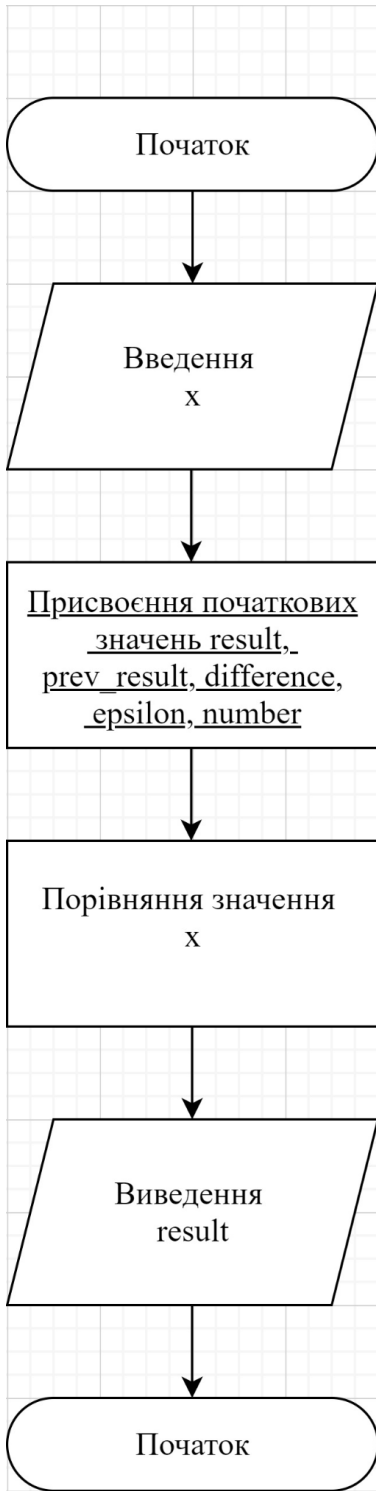 Початок
Введення
x
Присвоєння початкових
значень result,
prev_result, difference,
epsilon, number
Порівняння значення
x
Виведення
result
Початок